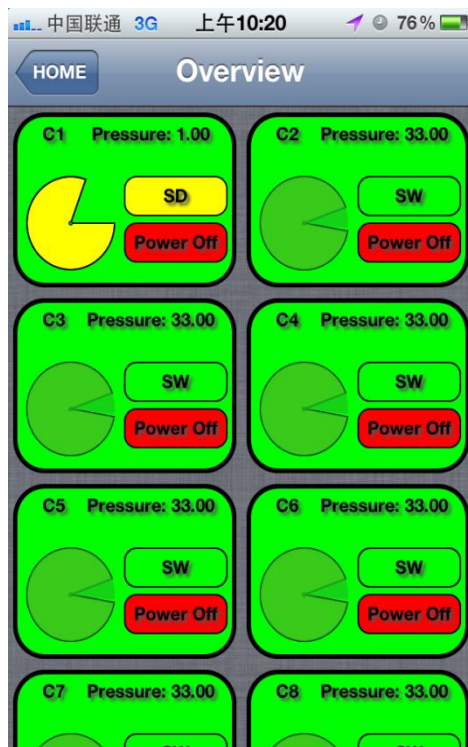 中国联通 3G 上午10:20 76%
HOME Overview
C1 Pressure: 1.00
SD
Power Off
C2 Pressure: 33.00
SW
Power Off
C3 Pressure: 33.00
SW
Power Off
C4 Pressure: 33.00
SW
Power Off
C5 Pressure: 33.00
SW
Power Off
C6 Pressure: 33.00
SW
Power Off
C7 Pressure: 33.00
C8 Pressure: 33.00